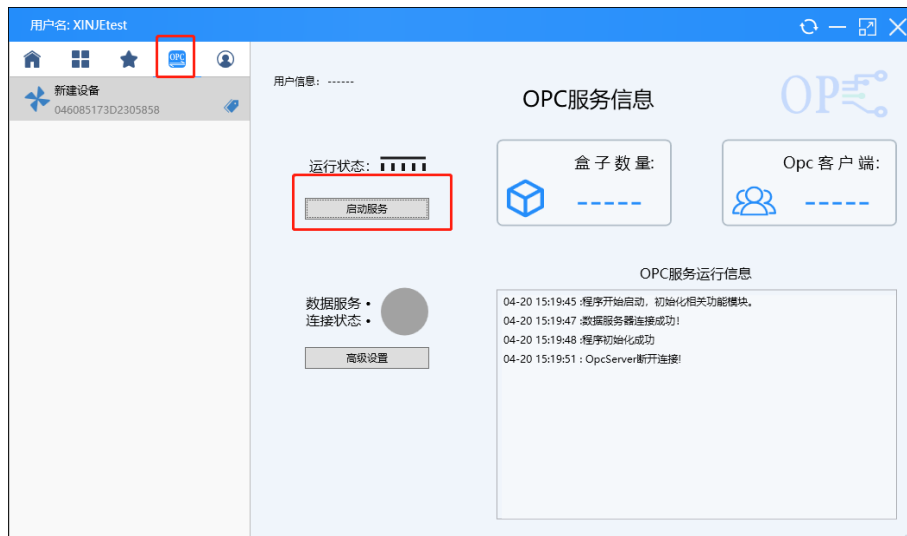 用户名: XINJEtest
OPC
新建设备
046085173D2305858
用户信息: ------
OPC服务信息
OPC
运行状态:
启动服务
盒子数量:
-----
Opc客户端:
-----
数据服务•
连接状态•
高级设置
OPC服务运行信息
04-20 15:19:45 :程序开始启动，初始化相关功能模块。
04-20 15:19:47 :数据服务器连接成功!
04-20 15:19:48 :程序初始化成功
04-20 15:19:51 : OpcServer断开连接!